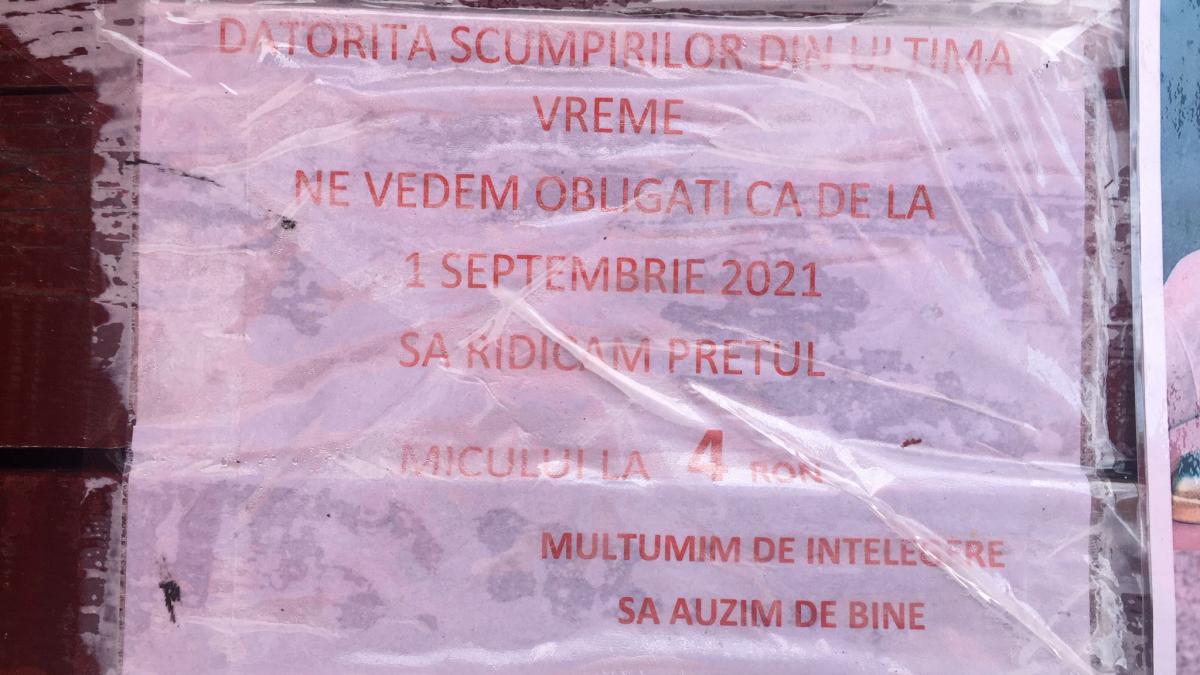 DATORITA SCUMPIRILOR DIN ULTIMA
VREME
NE VEDEM OBLIGATI CA DE LA
1 SEPTEMBRIE 2021
SA RIDICAM PRETUL
MICULUI LA 4 RON
MULTUMIM DE INTELEGERE
SA AUZIM DE BINE